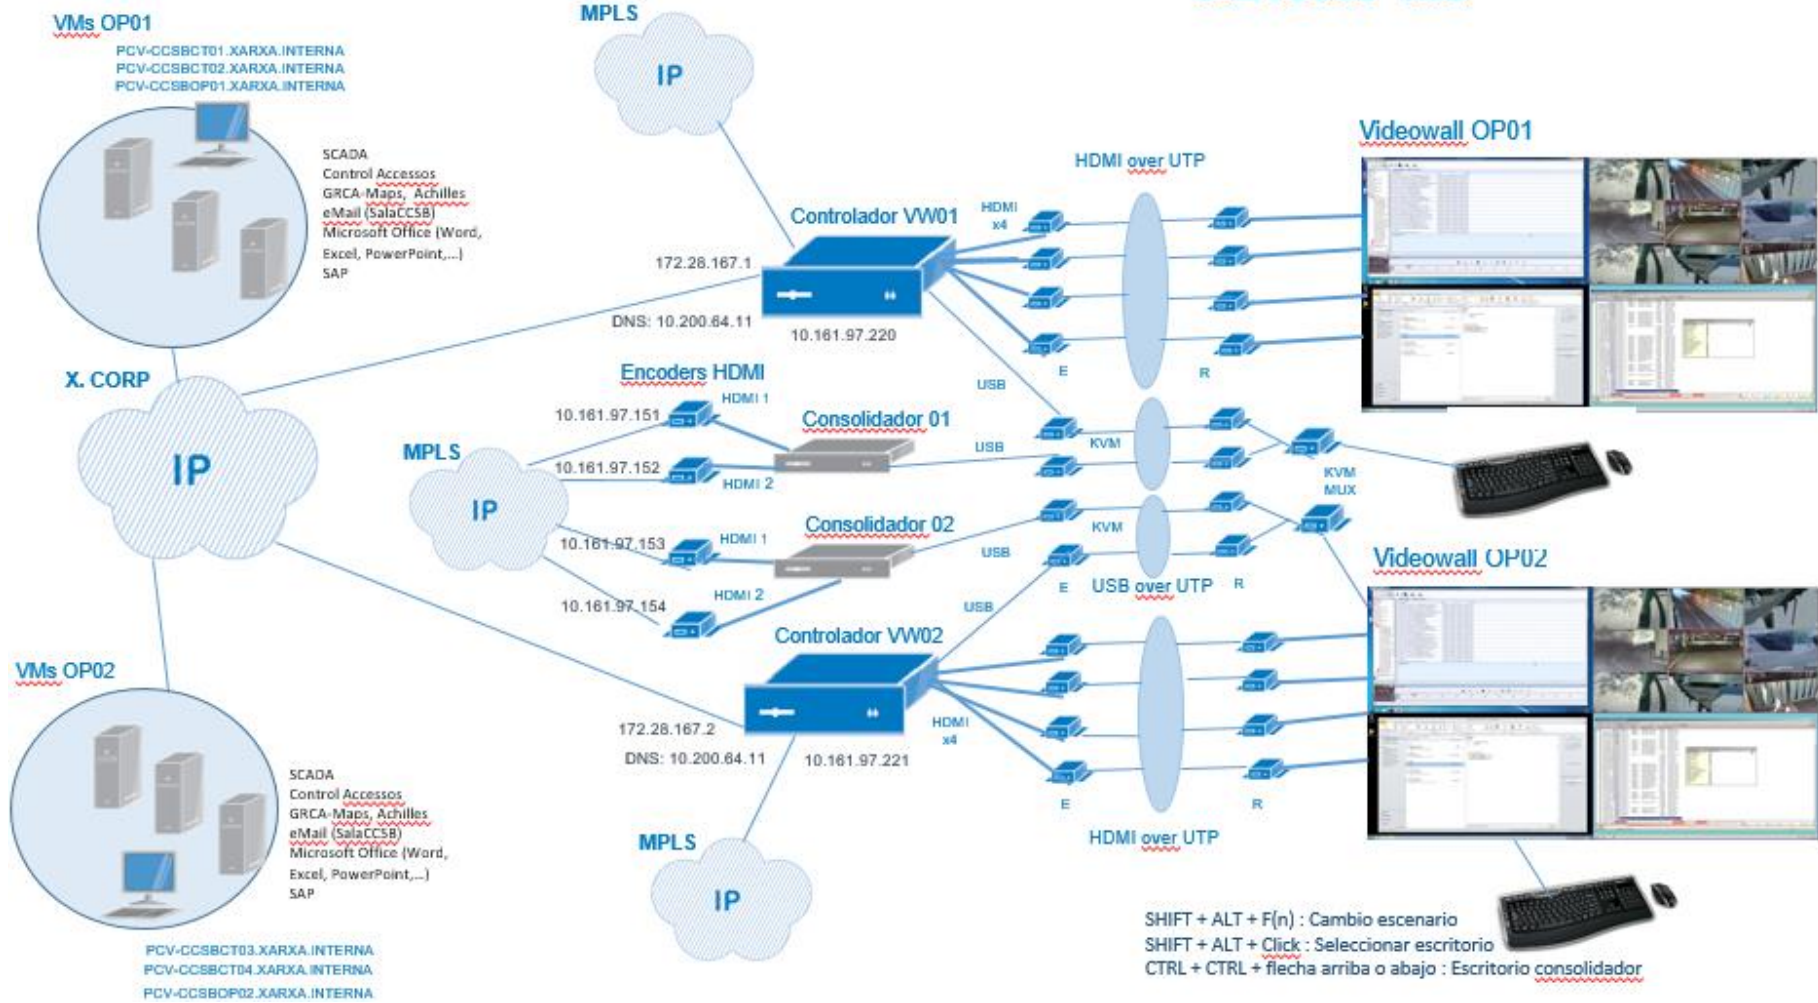 VMs OP01
PCV-CCSBCT01.XARXA.INTERNA
PCV-CCSBCT02.XARXA.INTERNA
PCV-CCSBOP01.XARXA.INTERNA
SCADA
Control Accessos
GRCA-Maps, Achilles
eMail (SalaCCSB)
Microsoft Office (Word,
Excel, PowerPoint,...)
SAP
MPLS
IP
X. CORP
IP
Controlador VW01
172.28.167.1
DNS: 10.200.64.11
10.161.97.220
HDMI
x4
HDMI over UTP
E
R
Videowall OP01
Encoders HDMI
HDMI 1
10.161.97.151
Consolidador 01
MPLS
IP
10.161.97.152
HDMI 2
USB
USB
KVM
KVM
MUX
HDMI 1
10.161.97.153
Consolidador 02
HDMI 2
10.161.97.154
USB
USB
KVM
E
USB over UTP
R
Controlador VW02
172.28.167.2
DNS: 10.200.64.11
10.161.97.221
HDMI
x4
E
R
HDMI over UTP
Videowall OP02
MPLS
IP
VMs OP02
SCADA
Control Accessos
GRCA-Maps, Achilles
eMail (SalaCCSB)
Microsoft Office (Word,
Excel, PowerPoint,...)
SAP
PCV-CCSBCT03.XARXA.INTERNA
PCV-CCSBCT04.XARXA.INTERNA
PCV-CCSBOP02.XARXA.INTERNA
SHIFT + ALT + F(n) : Cambio escenario
SHIFT + ALT + Click : Seleccionar escritorio
CTRL + CTRL + flecha arriba o abajo : Escritorio consolidador